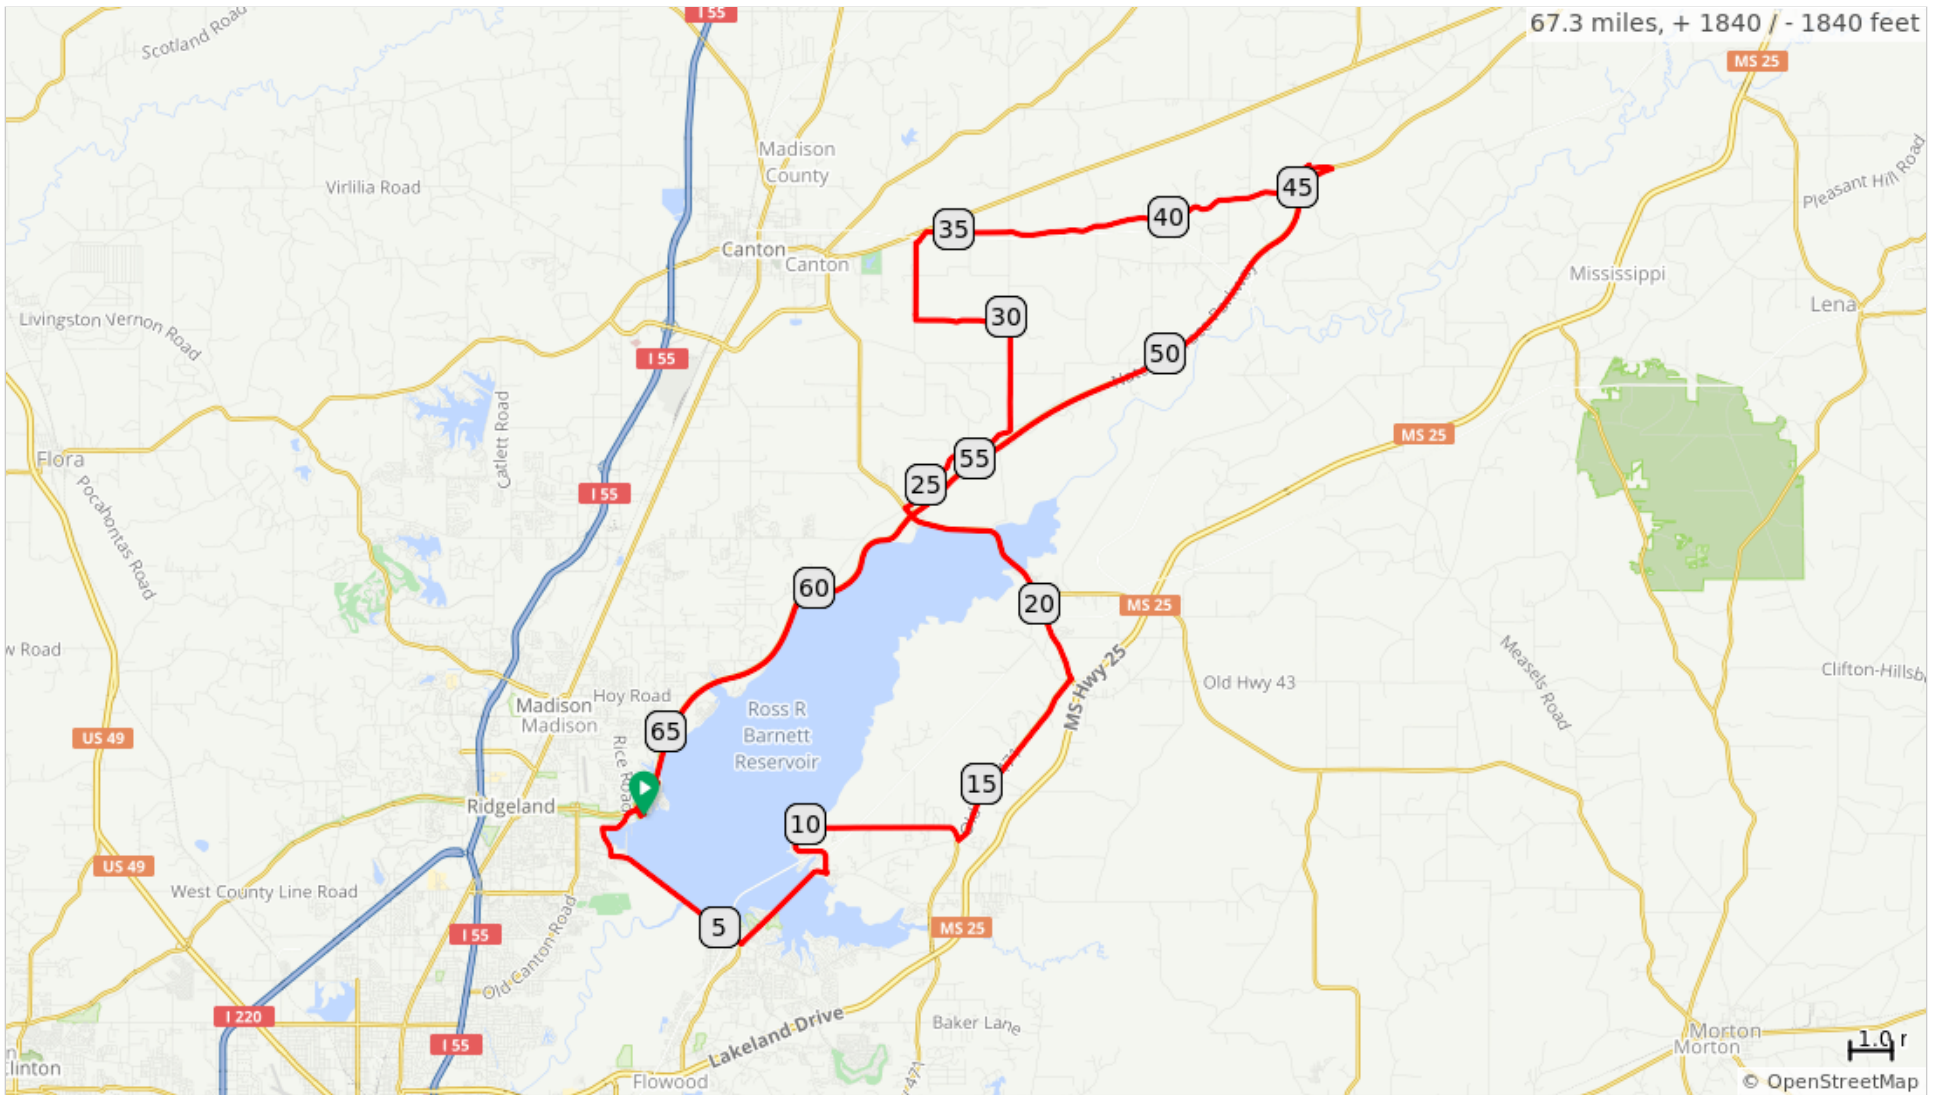 I 55
67.3 miles, + 1840 / - 1840 feet
Scotland Road
MS 25
Madison
County
Virlilia Road
Pleasant Hill Road
45
40
35
Canton
Canton
Mississippi
Lena
Livingston Vernon Road
30
I 55
50
Catlett Road
MS 25
Flora
55
25
I 55
Pocahontas Road
60
20
MS 25
w Road
MS Hwy 25
Measels Road
Clifton-Hillsb
Old Hwy 43
Hoy Road
Madison
Madison
Ross R
Barnett
Reservoir
65
US 49
Rice Road
15
Ridgeland
10
US 49
West County Line Road
5
MS 25
I 55
Old Canton Road
I 220
Lakeland Drive
Baker Lane
I 55
Morton
Morton
1.0 r
Clinton
Flowood
471
© OpenStreetMap